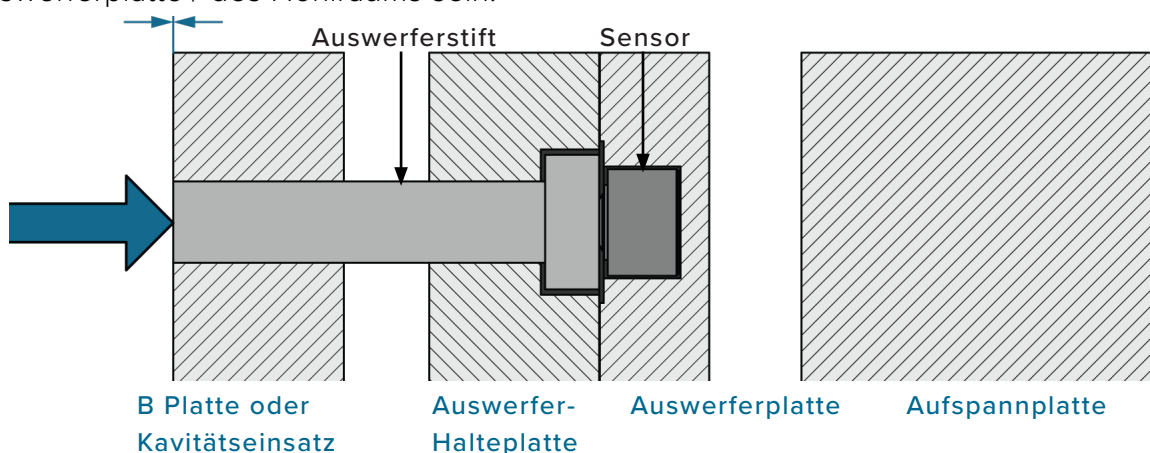 Auswerferstift Sensor
B Platte oder Auswerfer- Auswerferplatte Aufspannplatte
Kavitätseinsatz Halteplatte